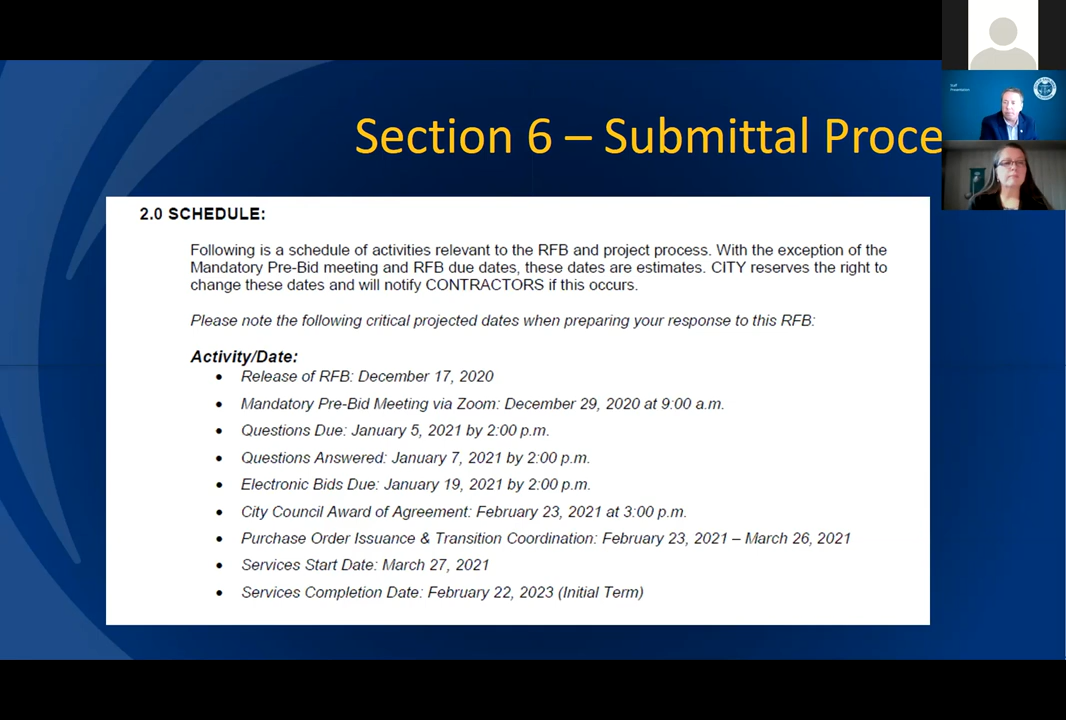 Section 6 – Submittal Proce
Staff
Presentation
2.0 SCHEDULE:
Following is a schedule of activities relevant to the RFB and project process. With the exception of the
Mandatory Pre-Bid meeting and RFB due dates, these dates are estimates. CITY reserves the right to
change these dates and will notify CONTRACTORS if this occurs.
Please note the following critical projected dates when preparing your response to this RFB:
Activity/Date:
• Release of RFB: December 17, 2020
• Mandatory Pre-Bid Meeting via Zoom: December 29, 2020 at 9:00 a.m.
• Questions Due: January 5, 2021 by 2:00 p.m.
• Questions Answered: January 7, 2021 by 2:00 p.m.
• Electronic Bids Due: January 19, 2021 by 2:00 p.m.
• City Council Award of Agreement: February 23, 2021 at 3:00 p.m.
• Purchase Order Issuance & Transition Coordination: February 23, 2021 – March 26, 2021
• Services Start Date: March 27, 2021
• Services Completion Date: February 22, 2023 (Initial Term)